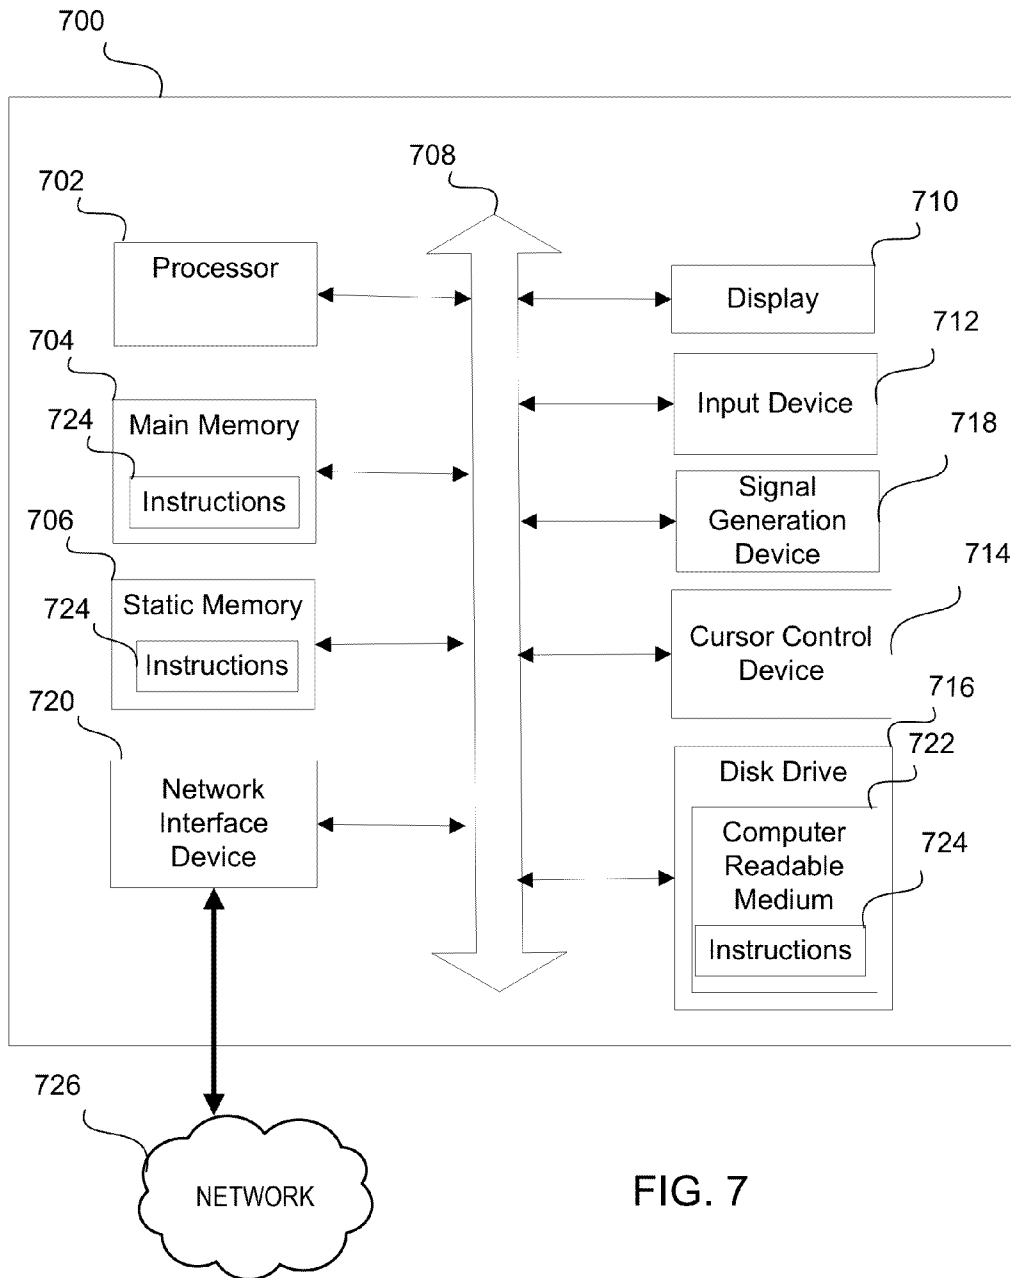 700
708
702
710
Processor
Display
712
704
724
Main Memory
Input Device
Instructions
718
Signal
Generation
Device
706
724
Static Memory
Instructions
714
Cursor Control
Device
720
716
722
Network
Interface
Device
Disk Drive
Computer
Readable
Medium
724
Instructions
726
NETWORK
FIG. 7